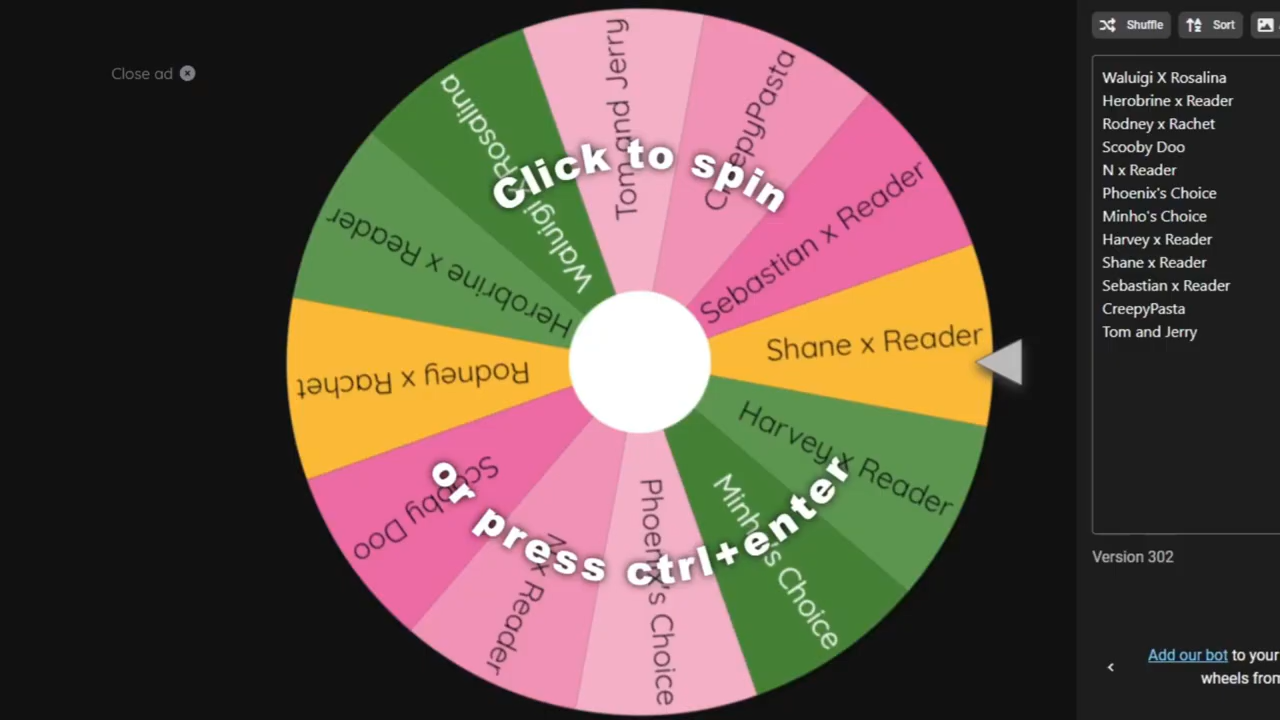 Close ad
Click to spin
or press ctrl+enter
Tom and Jerry
CreepyPasta
Sebastian x Reader
Shane x Reader
Harvey x Reader
Minho's Choice
Phoenix's Choice
N x Reader
Scooby Doo
Rodney x Rachet
Herobrine x Reader
Waluigi X Rosalina
Shuffle
Sort
Waluigi X Rosalina
Herobrine x Reader
Rodney x Rachet
Scooby Doo
N x Reader
Phoenix's Choice
Minho's Choice
Harvey x Reader
Shane x Reader
Sebastian x Reader
CreepyPasta
Tom and Jerry
Version 302
Add our bot to your
wheels from